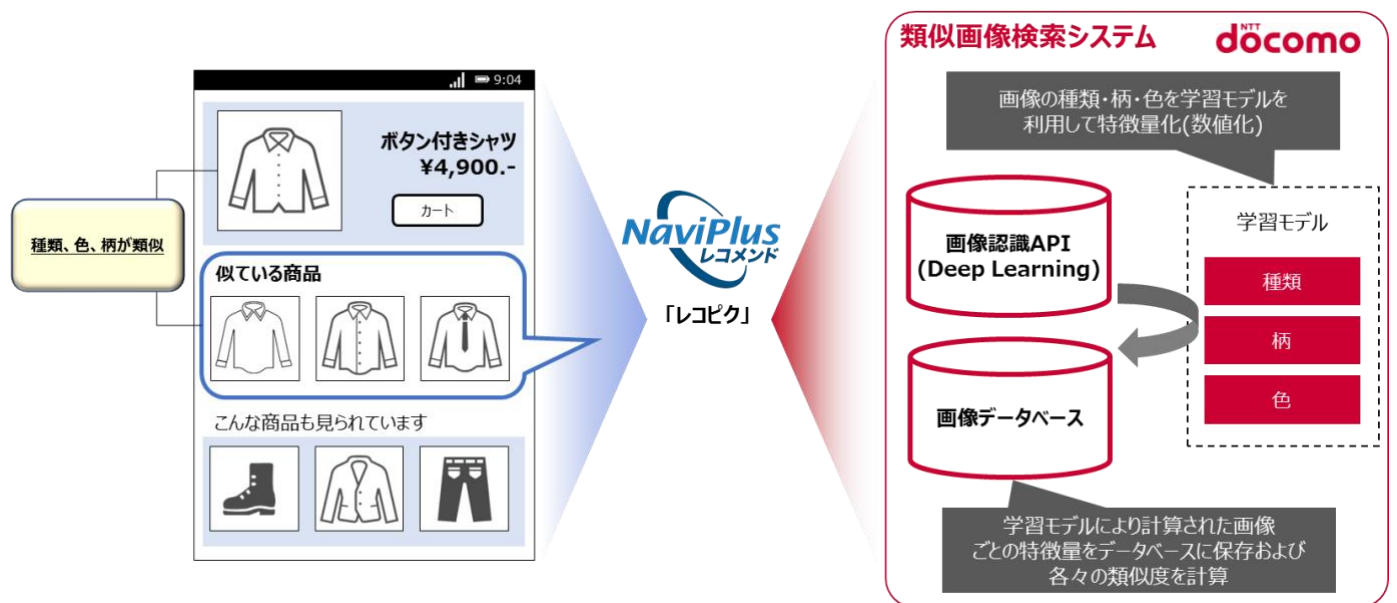 9:04
ボタン付きシャツ
¥4,900.-
カート
種類、色、柄が類似
似ている商品
こんな商品も見られています
NaviPlus
レコメンド
「レコピク」
類似画像検索システム
NTT
docomo
画像の種類・柄・色を学習モデルを
利用して特徴量化(数値化)
画像認識API
(Deep Learning)
学習モデル
種類
柄
色
画像データベース
学習モデルにより計算された画像
ごとの特徴量をデータベースに保存および
各々の類似度を計算